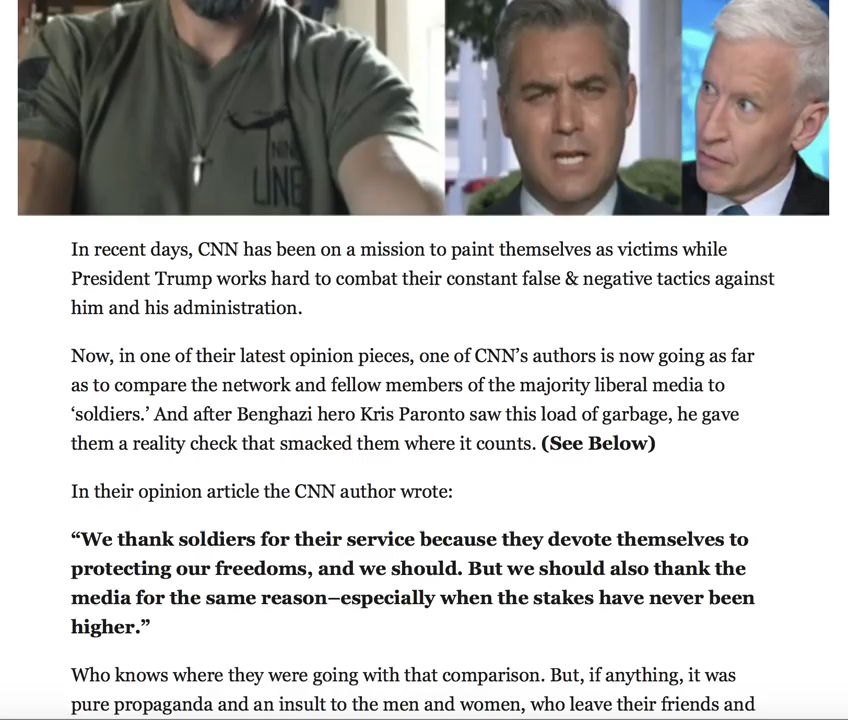 NINE
LINE
In recent days, CNN has been on a mission to paint themselves as victims while
President Trump works hard to combat their constant false & negative tactics against
him and his administration.
Now, in one of their latest opinion pieces, one of CNN’s authors is now going as far
as to compare the network and fellow members of the majority liberal media to
‘soldiers.’ And after Benghazi hero Kris Paronto saw this load of garbage, he gave
them a reality check that smacked them where it counts. (See Below)
In their opinion article the CNN author wrote:
“We thank soldiers for their service because they devote themselves to
protecting our freedoms, and we should. But we should also thank the
media for the same reason–especially when the stakes have never been
higher.”
Who knows where they were going with that comparison. But, if anything, it was
pure propaganda and an insult to the men and women, who leave their friends and